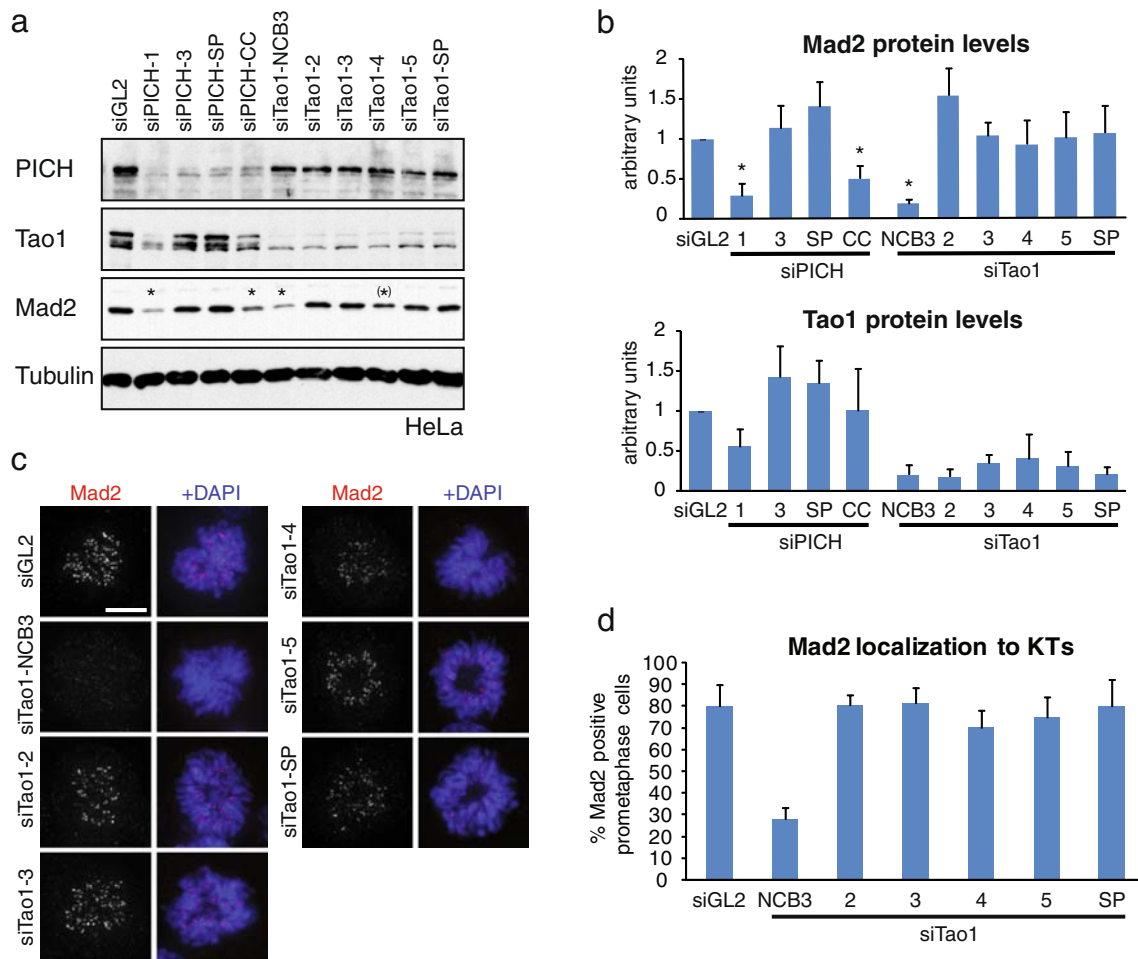 a
siGL2
siPICH-1
siPICH-3
siPICH-SP
siPICH-CC
siTao1-NCB3
siTao1-2
siTao1-3
siTao1-4
siTao1-5
siTao1-SP
PICH
Tao1
Mad2
* * * (*)
Tubulin
HeLa
b
Mad2 protein levels
arbitrary units
2
1.5
1
0.5
0
* * *
siGL2 1 3 SP CC NCB3 2 3 4 5 SP
siPICH siTao1
Tao1 protein levels
arbitrary units
2
1.5
1
0.5
0
siGL2 1 3 SP CC NCB3 2 3 4 5 SP
siPICH siTao1
c
Mad2 +DAPI Mad2 +DAPI
siGL2
siTao1-NCB3
siTao1-2
siTao1-3
siTao1-4
siTao1-5
siTao1-SP
d
Mad2 localization to KTs
% Mad2 positive
prometaphase cells
100
90
80
70
60
50
40
30
20
10
0
siGL2 NCB3 2 3 4 5 SP
siTao1